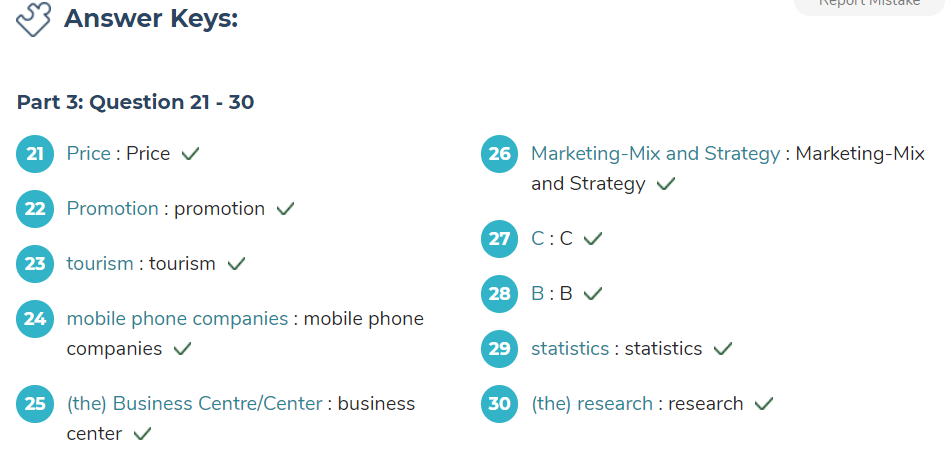 Answer Keys:
Report Mistake
Part 3: Question 21 - 30
21 Price : Price
22 Promotion : promotion
23 tourism : tourism
24 mobile phone companies : mobile phone
companies
25 (the) Business Centre/Center : business
center
26 Marketing-Mix and Strategy : Marketing-Mix
and Strategy
27 C : C
28 B : B
29 statistics : statistics
30 (the) research : research